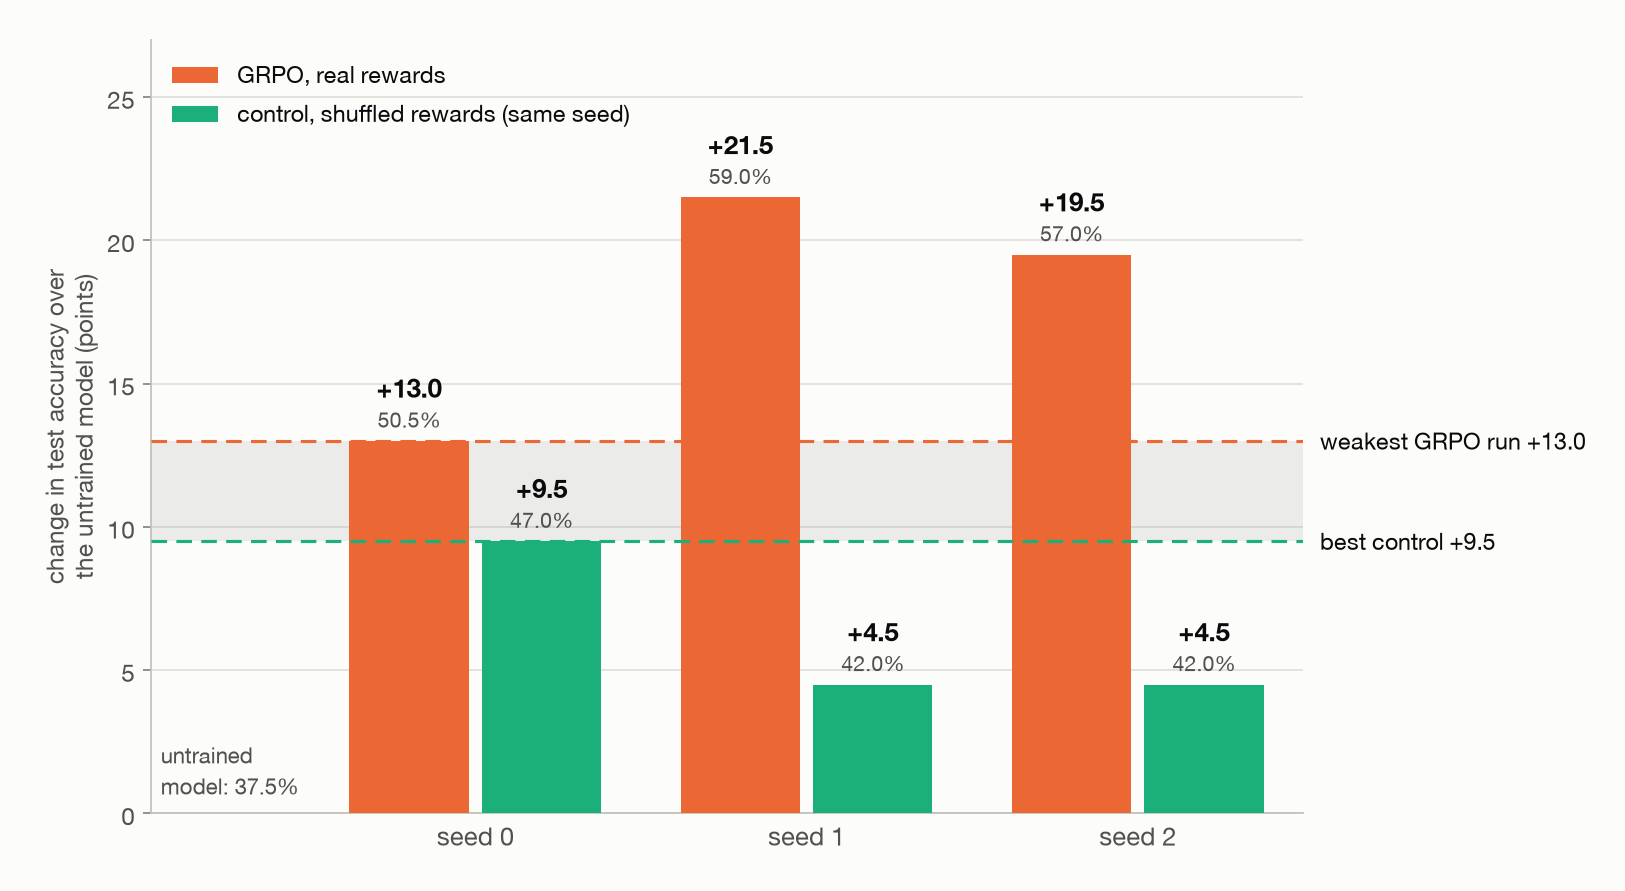 GRPO, real rewards
control, shuffled rewards (same seed)
change in test accuracy over
the untrained model (points)
25
20
15
10
5
0
+13.0
50.5%
+9.5
47.0%
+21.5
59.0%
+4.5
42.0%
+19.5
57.0%
+4.5
42.0%
weakest GRPO run +13.0
best control +9.5
untrained
model: 37.5%
seed 0
seed 1
seed 2